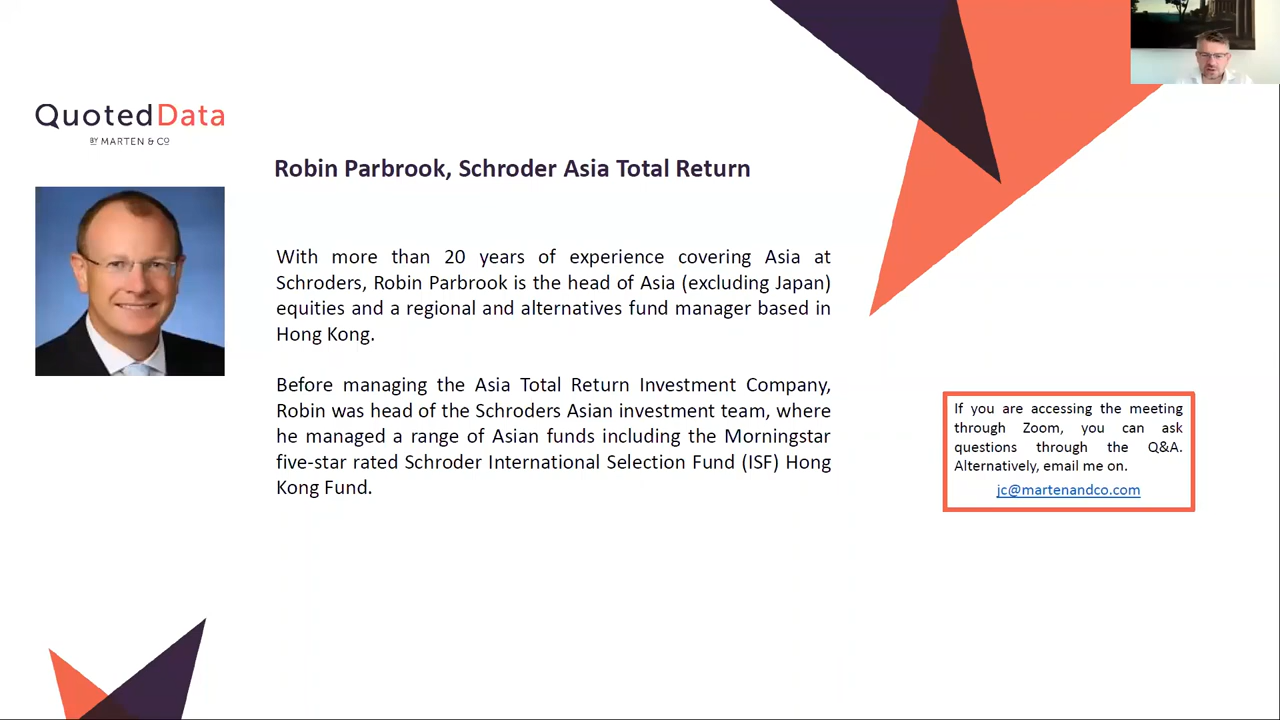 QuotedData
BY MARTEN & CO
Robin Parbrook, Schroder Asia Total Return
With more than 20 years of experience covering Asia at
Schroders, Robin Parbrook is the head of Asia (excluding Japan)
equities and a regional and alternatives fund manager based in
Hong Kong.
Before managing the Asia Total Return Investment Company,
Robin was head of the Schroders Asian investment team, where
he managed a range of Asian funds including the Morningstar
five-star rated Schroder International Selection Fund (ISF) Hong
Kong Fund.
If you are accessing the meeting
through Zoom, you can ask
questions through the Q&A.
Alternatively, email me on.
jc@martenandco.com